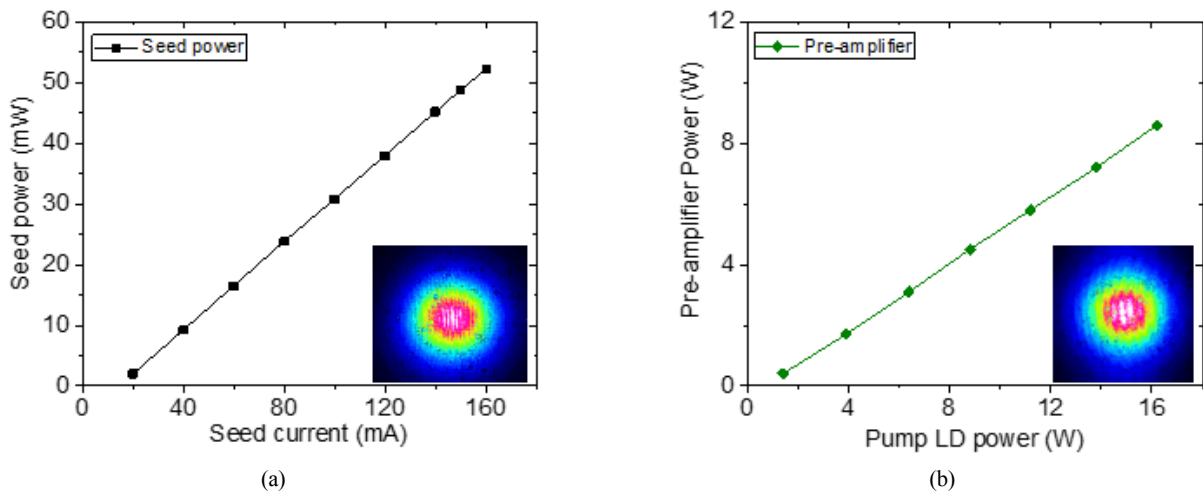 60
50
40
30
20
10
0
Seed power (mW)
Seed power
0 40 80 120 160
Seed current (mA)
(a)
12
8
4
0
Pre-amplifier Power (W)
Pre-amplifier
0 4 8 12 16
Pump LD power (W)
(b)